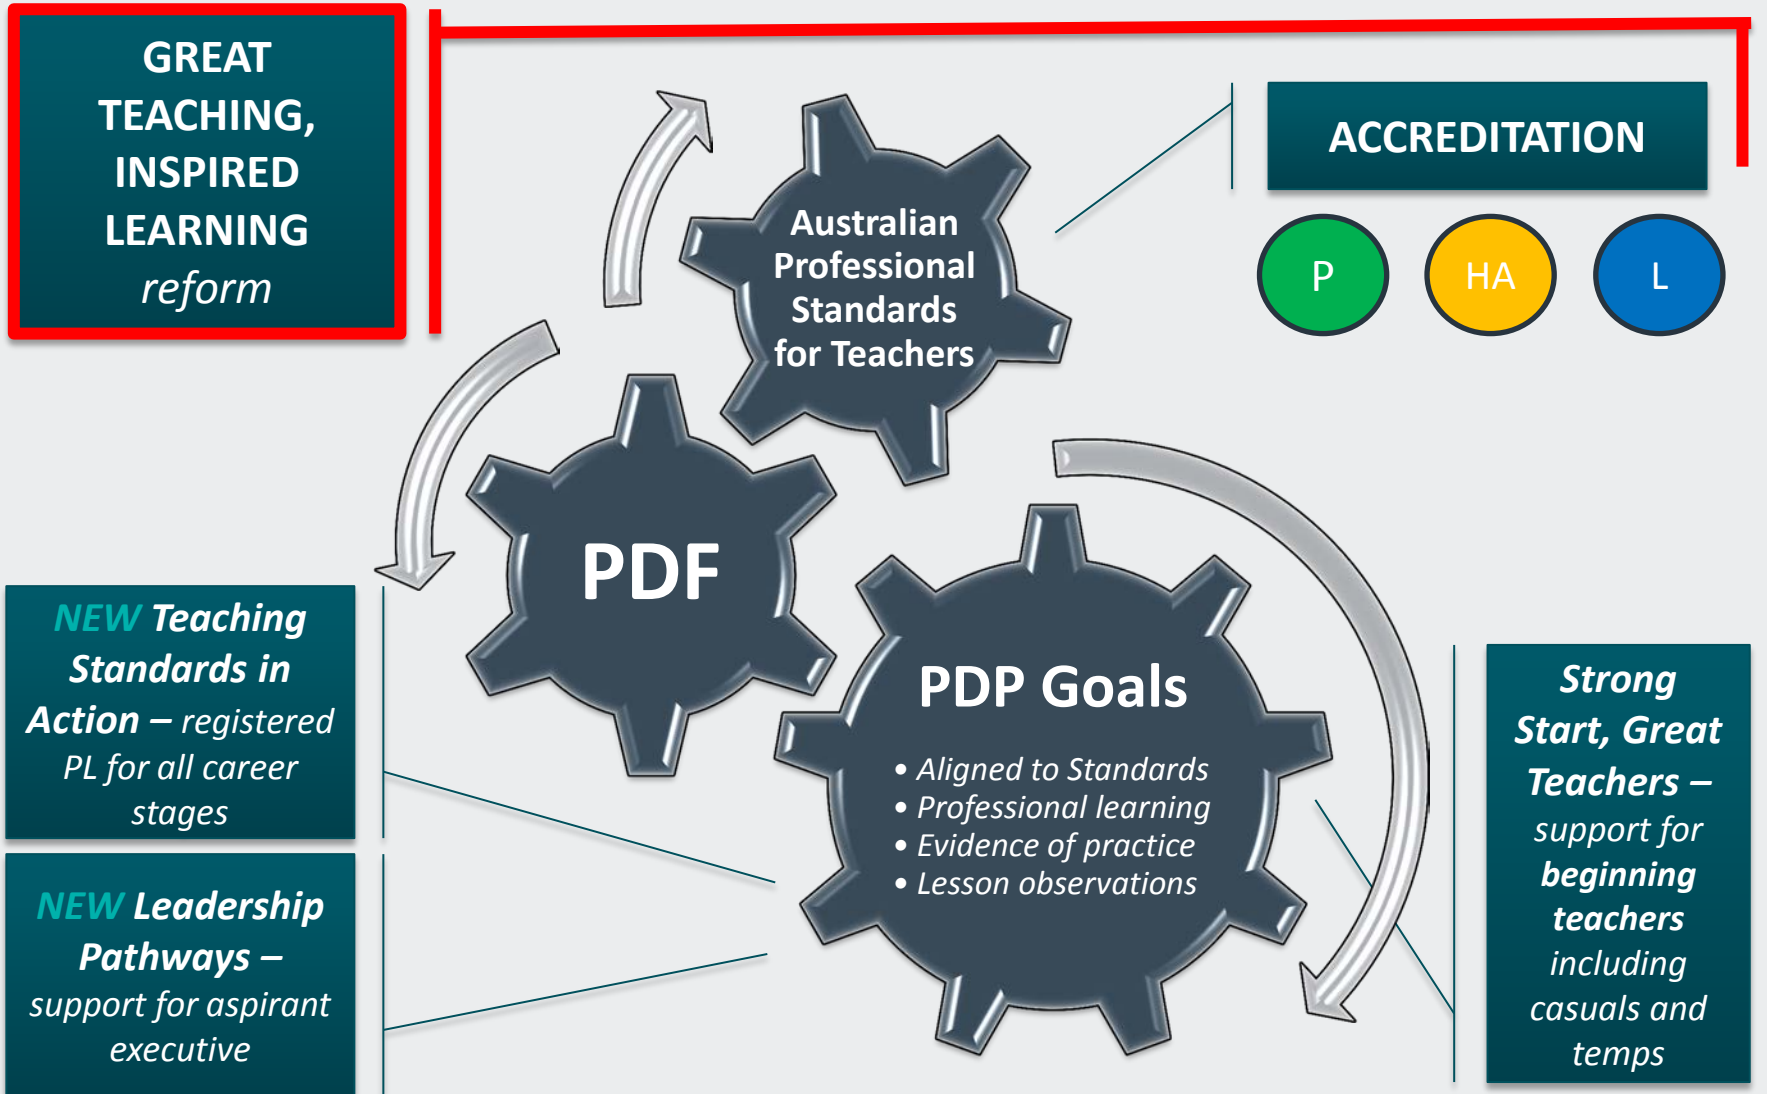 GREAT
TEACHING,
INSPIRED
LEARNING
reform
Australian
Professional
Standards
for Teachers
ACCREDITATION
P
HA
L
PDF
PDP Goals
• Aligned to Standards
• Professional learning
• Evidence of practice
• Lesson observations
NEW Teaching
Standards in
Action – registered
PL for all career
stages
NEW Leadership
Pathways –
support for aspirant
executive
Strong
Start, Great
Teachers –
support for
beginning
teachers
including
casuals and
temps